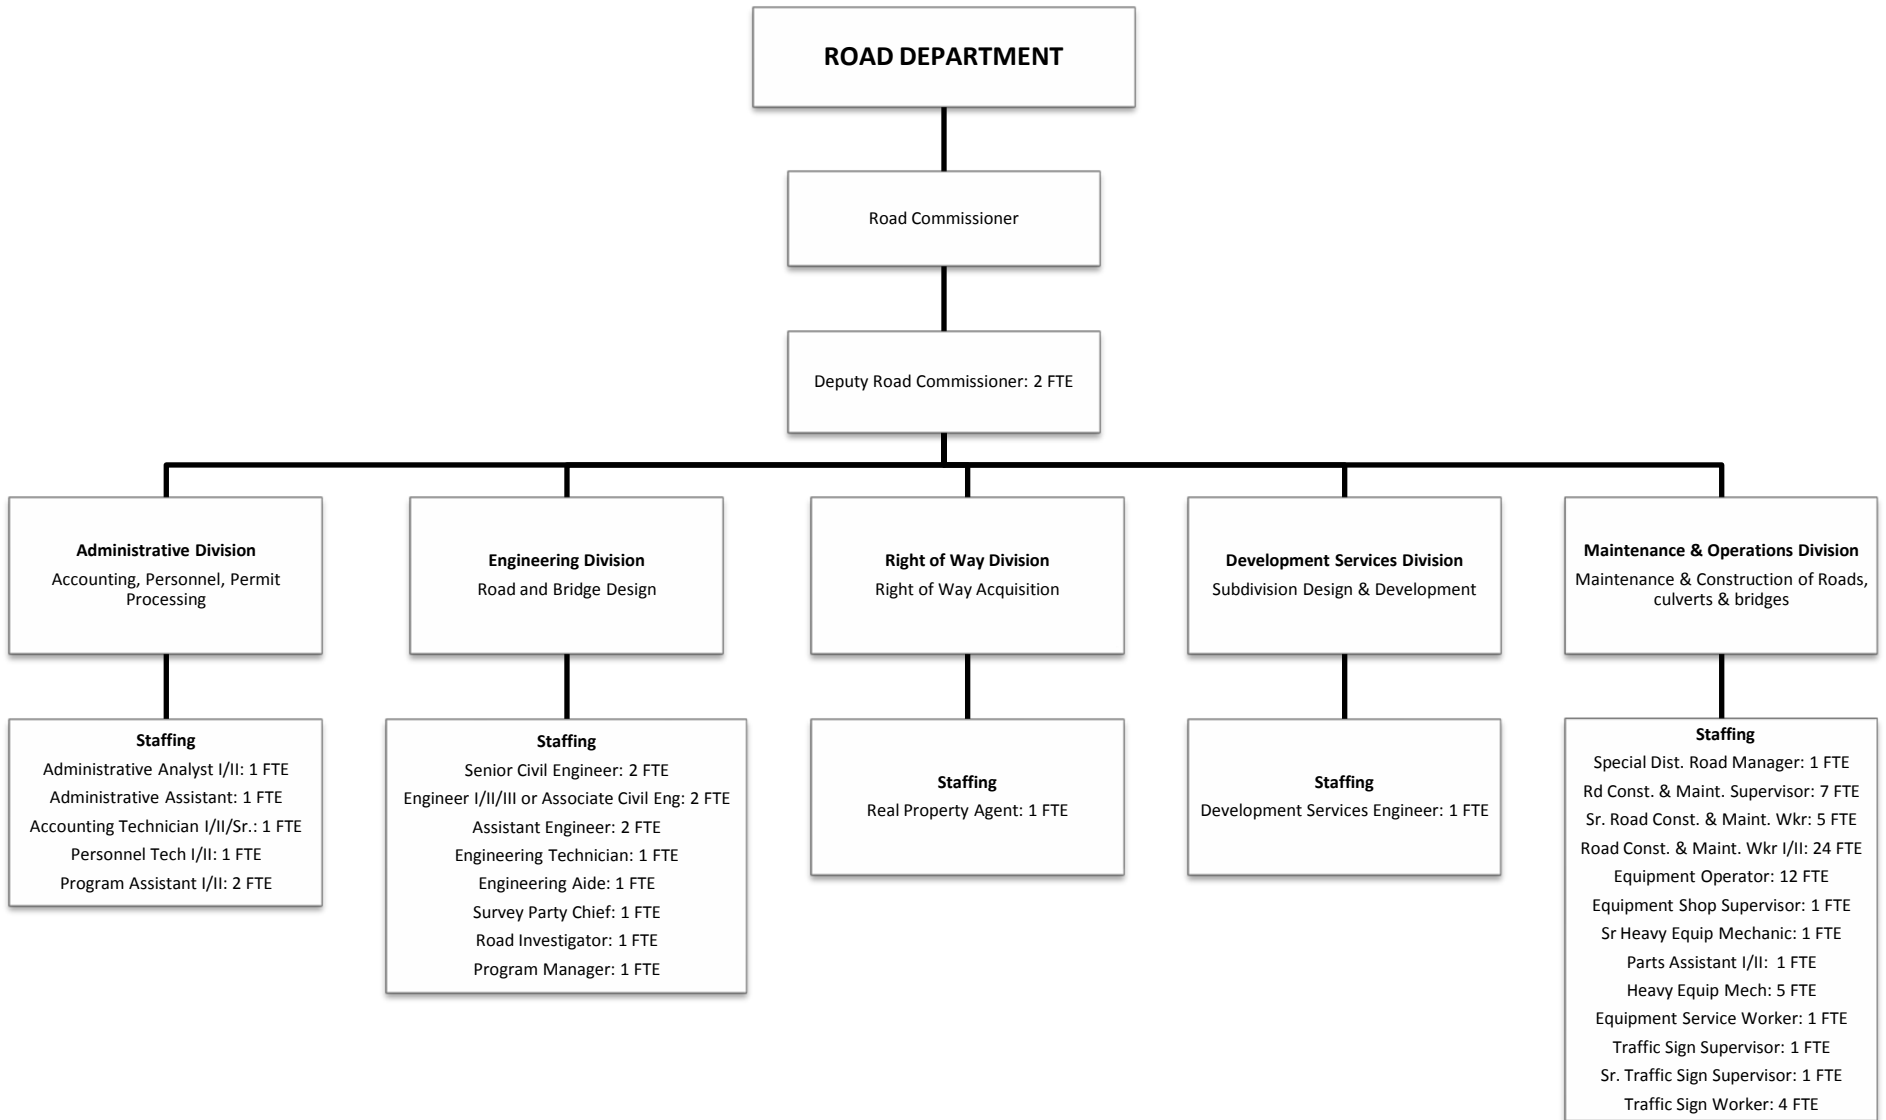 ROAD DEPARTMENT
Road Commissioner
Deputy Road Commissioner: 2 FTE
Administrative Division
Accounting, Personnel, Permit
Processing
Engineering Division
Road and Bridge Design
Right of Way Division
Right of Way Acquisition
Development Services Division
Subdivision Design & Development
Maintenance & Operations Division
Maintenance & Construction of Roads,
culverts & bridges
Staffing
Administrative Analyst I/II: 1 FTE
Administrative Assistant: 1 FTE
Accounting Technician I/II/Sr.: 1 FTE
Personnel Tech I/II: 1 FTE
Program Assistant I/II: 2 FTE
Staffing
Senior Civil Engineer: 2 FTE
Engineer I/II/III or Associate Civil Eng: 2 FTE
Assistant Engineer: 2 FTE
Engineering Technician: 1 FTE
Engineering Aide: 1 FTE
Survey Party Chief: 1 FTE
Road Investigator: 1 FTE
Program Manager: 1 FTE
Staffing
Real Property Agent: 1 FTE
Staffing
Development Services Engineer: 1 FTE
Staffing
Special Dist. Road Manager: 1 FTE
Rd Const. & Maint. Supervisor: 7 FTE
Sr. Road Const. & Maint. Wkr: 5 FTE
Road Const. & Maint. Wkr I/II: 24 FTE
Equipment Operator: 12 FTE
Equipment Shop Supervisor: 1 FTE
Sr Heavy Equip Mechanic: 1 FTE
Parts Assistant I/II: 1 FTE
Heavy Equip Mech: 5 FTE
Equipment Service Worker: 1 FTE
Traffic Sign Supervisor: 1 FTE
Sr. Traffic Sign Supervisor: 1 FTE
Traffic Sign Worker: 4 FTE